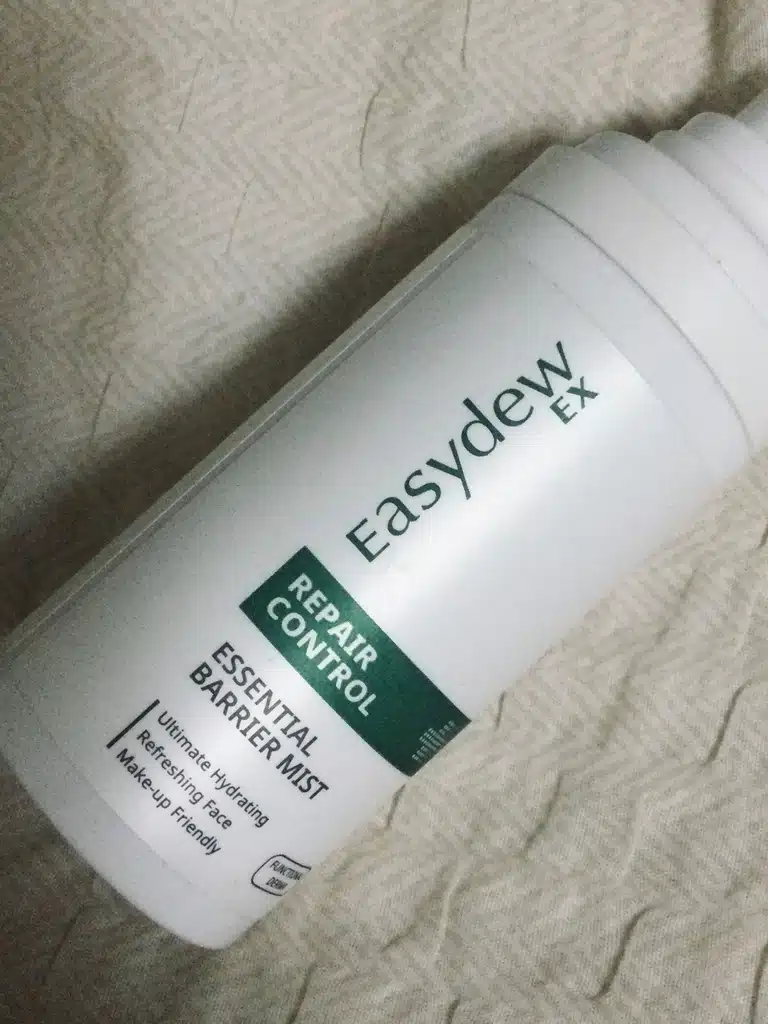 Easydew
EX
REPAIR
CONTROL
ESSENTIAL
BARRIER MIST
Ultimate Hydrating
Refreshing Face
Make-up Friendly